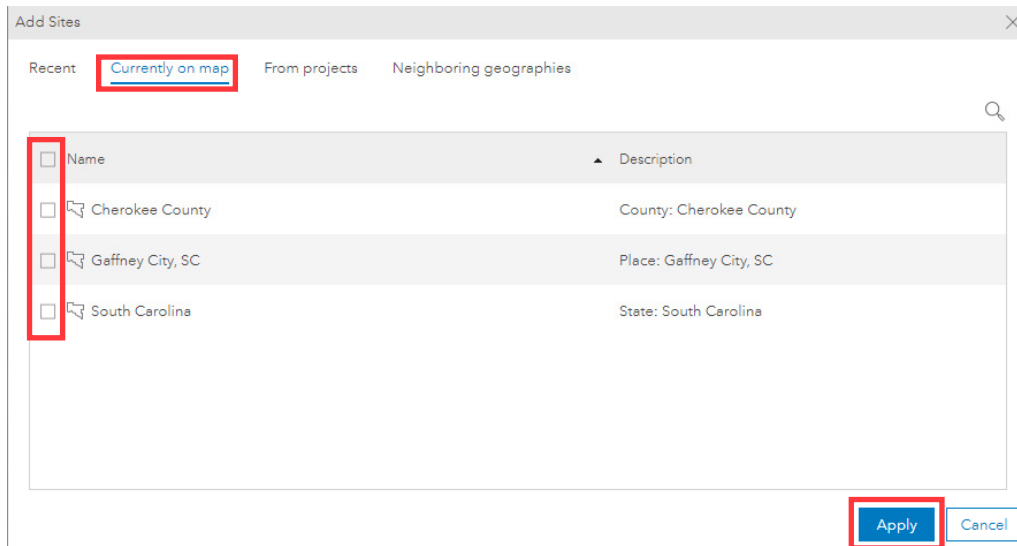 Add Sites
Recent Currently on map From projects Neighboring geographies
Name Description
Cherokee County County: Cherokee County
Gaffney City, SC Place: Gaffney City, SC
South Carolina State: South Carolina
Apply Cancel